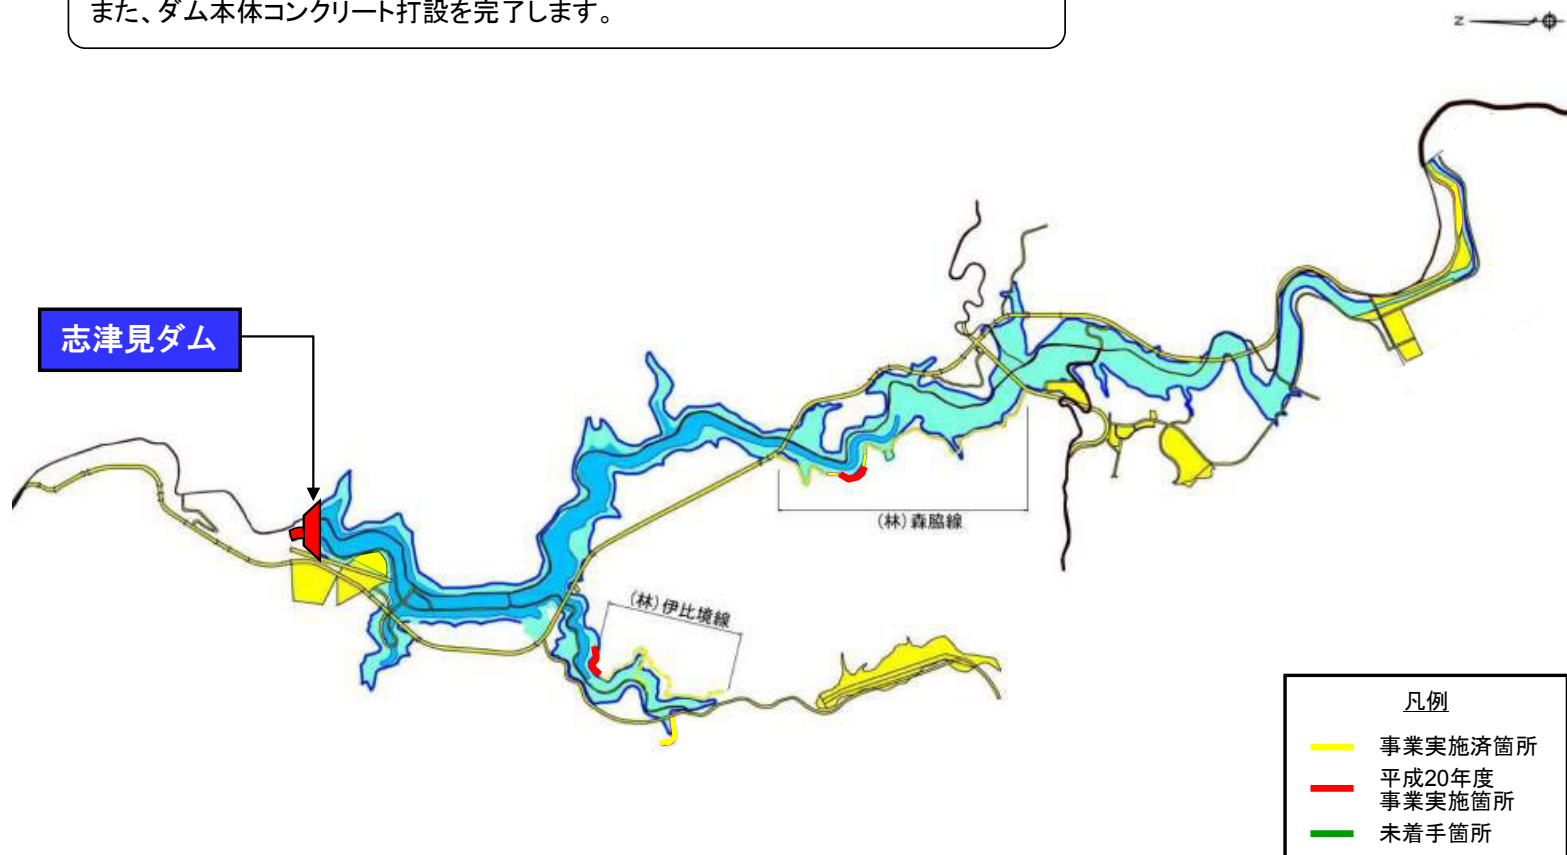 また、ダム本体コンクリート打設を完了します。
Z
志津見ダム
(林)森脇線
(林)伊比境線
凡例
事業実施済箇所
平成20年度
事業実施箇所
未着手箇所